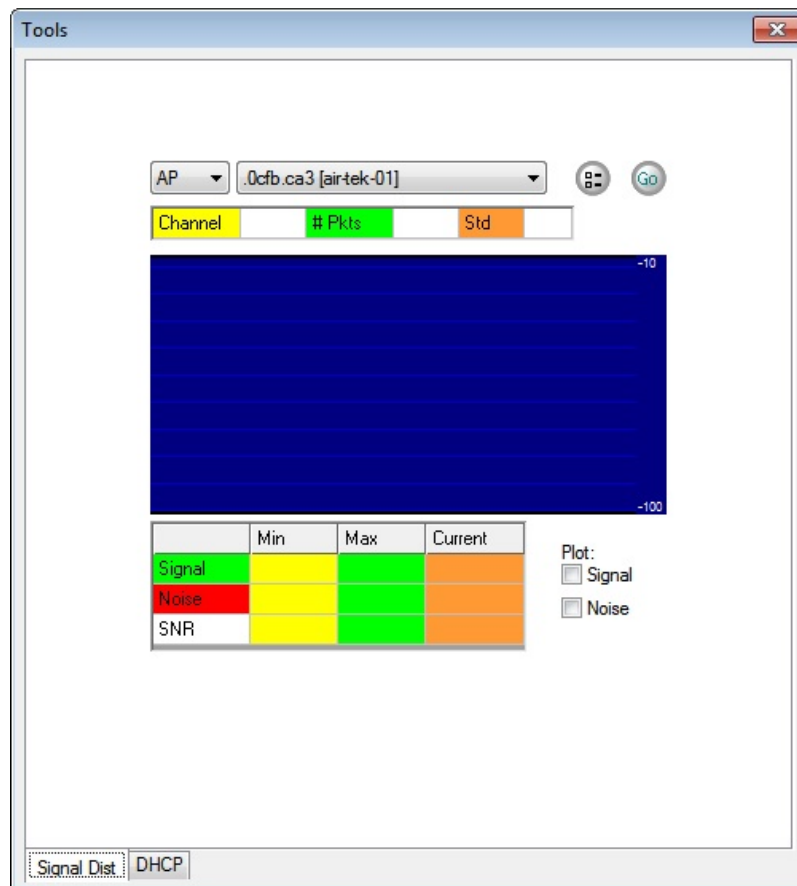 Tools
AP .0cfb.ca3 [air-tek-01] Go
Channel # Pkts Std
-10
-100
Min Max Current
Signal
Noise
SNR
Plot:
Signal
Noise
Signal Dist DHCP